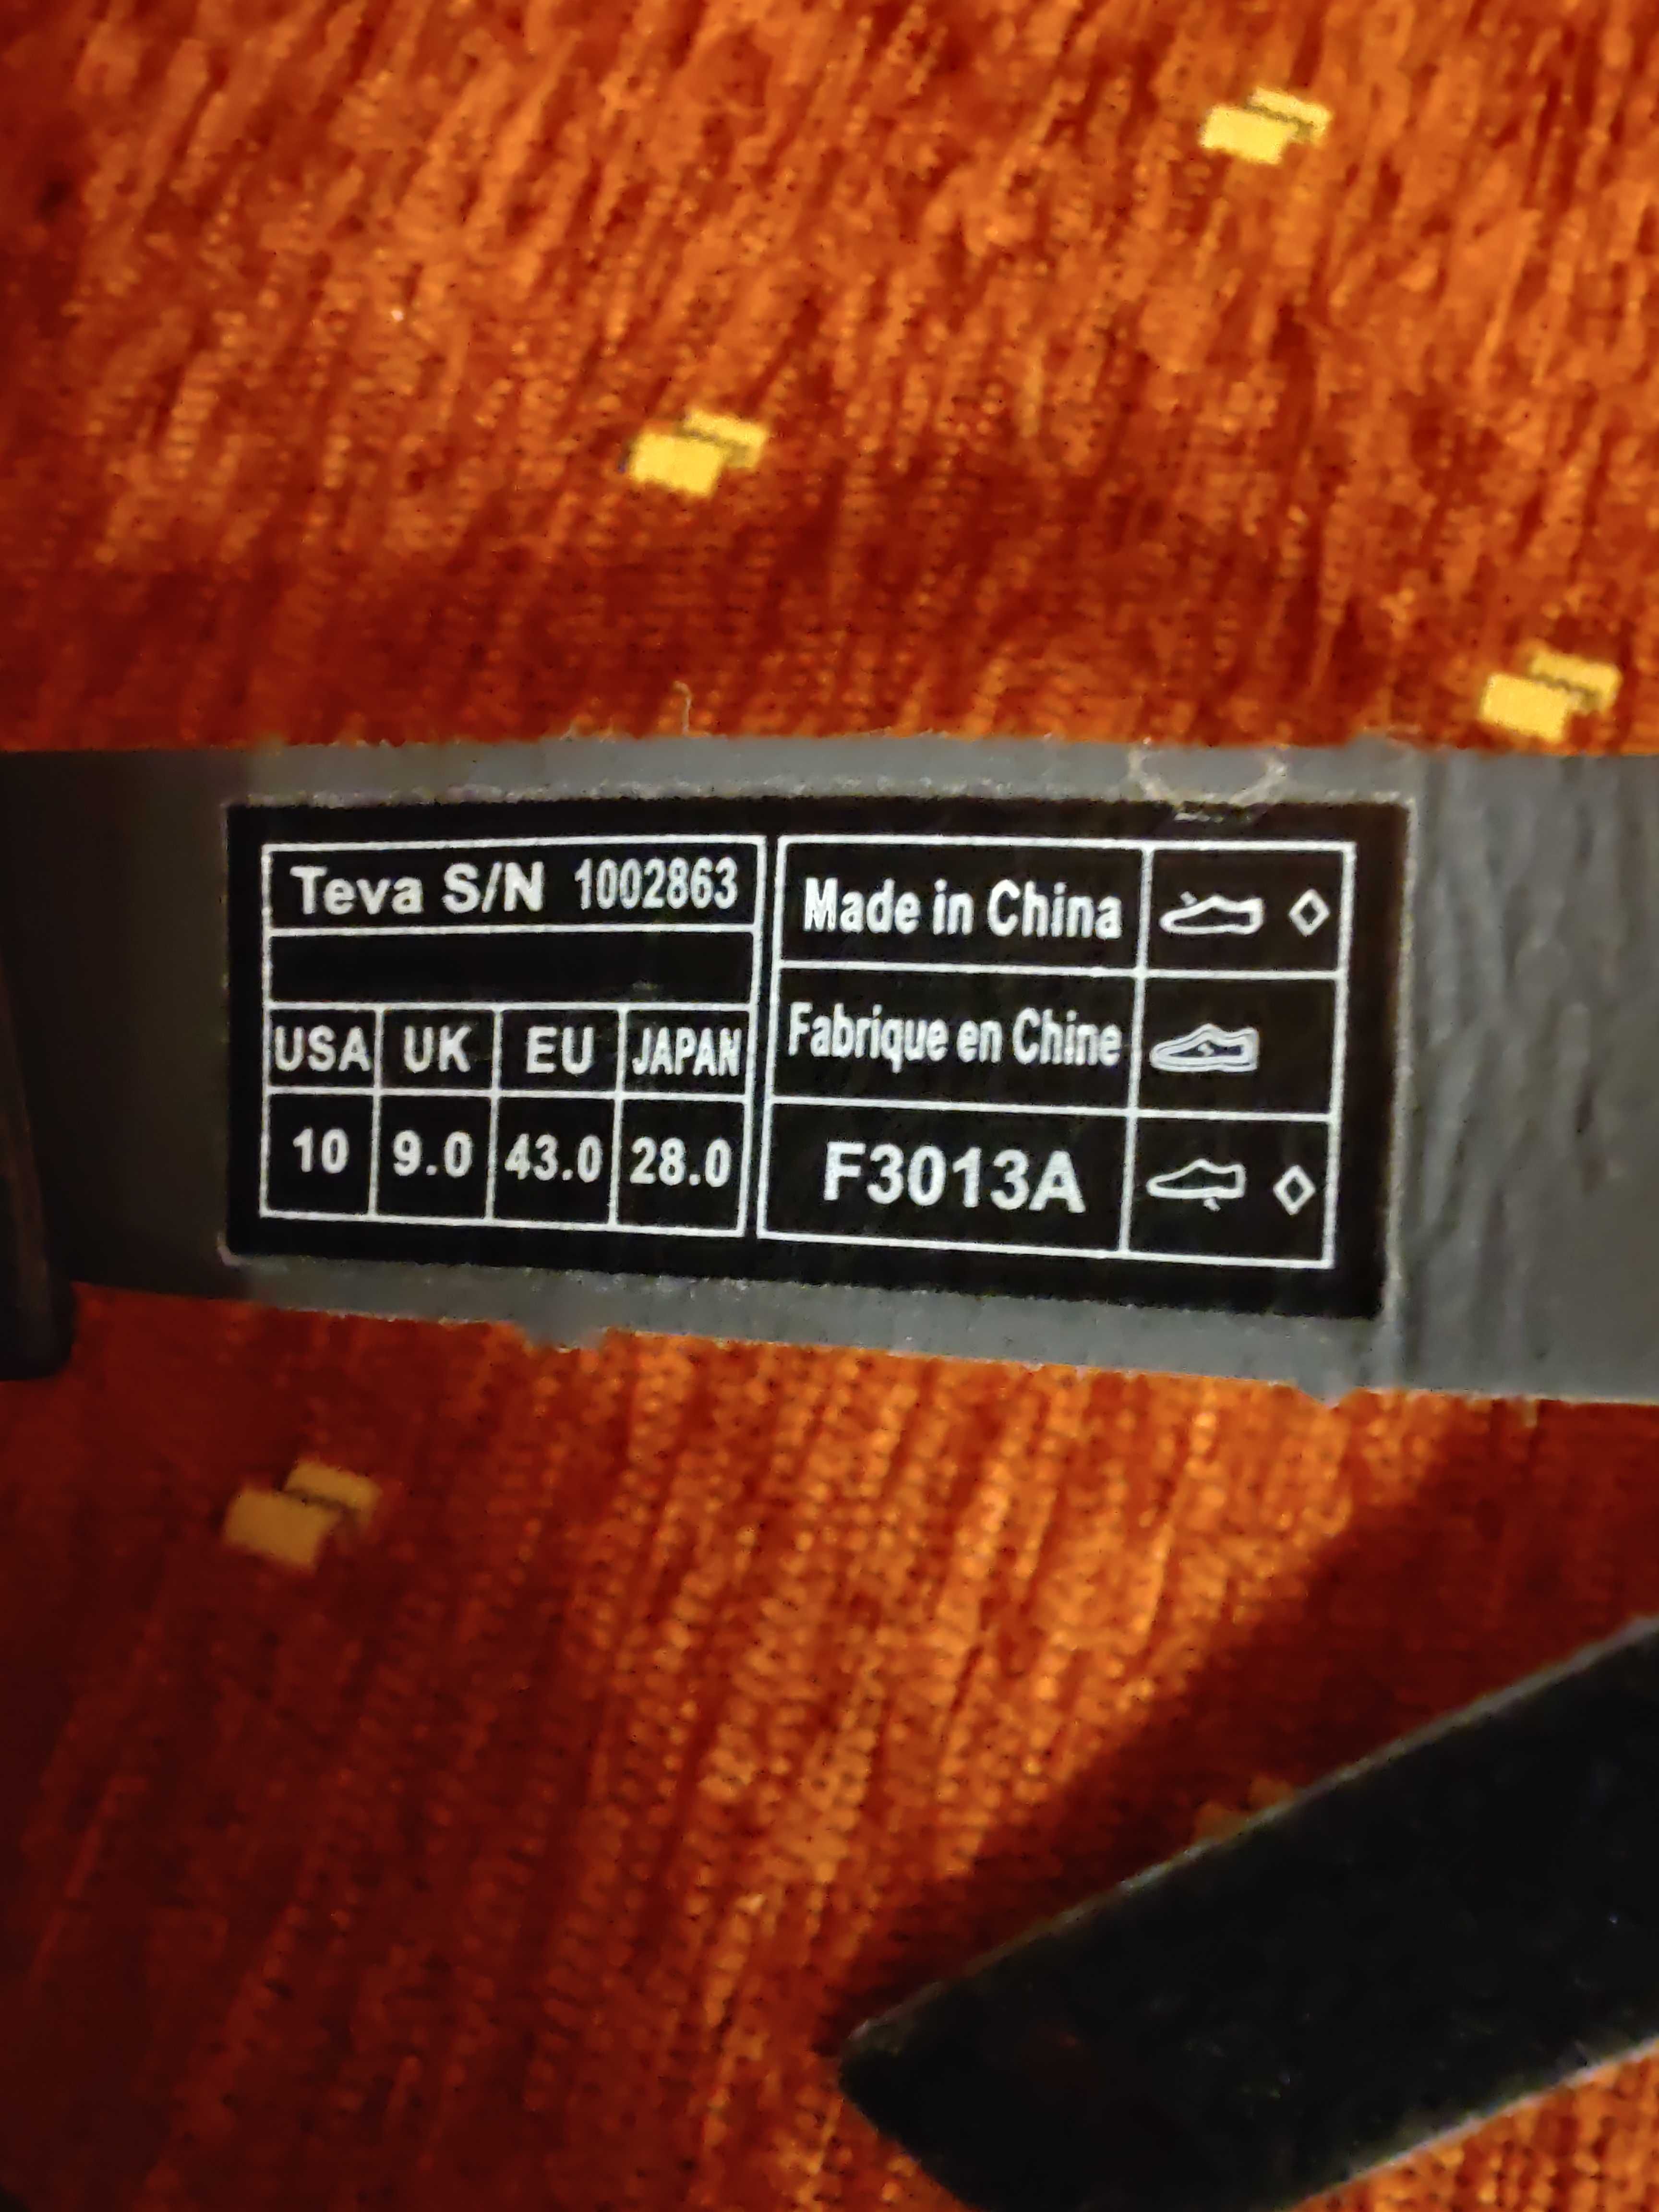 Teva S/N 1002863
USA UK EU JAPAN
10 9.0 43.0 28.0
Made in China
Fabrique en Chine
F3013A